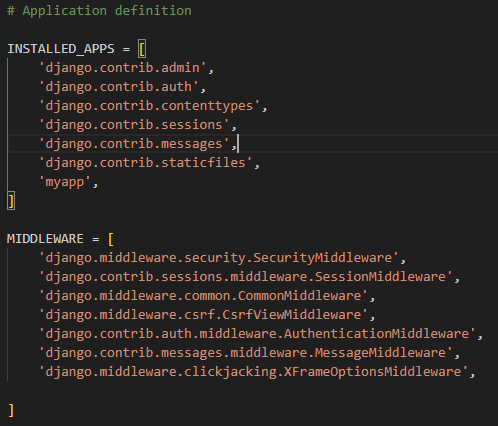 # Application definition
INSTALLED_APPS = [
'django.contrib.admin',
'django.contrib.auth',
'django.contrib.contenttypes',
'django.contrib.sessions',
'django.contrib.messages',
'django.contrib.staticfiles',
'myapp',
]
MIDDLEWARE = [
'django.middleware.security.SecurityMiddleware',
'django.contrib.sessions.middleware.SessionMiddleware',
'django.middleware.common.CommonMiddleware',
'django.middleware.csrf.CsrfViewMiddleware',
'django.contrib.auth.middleware.AuthenticationMiddleware',
'django.contrib.messages.middleware.MessageMiddleware',
'django.middleware.clickjacking.XFrameOptionsMiddleware',
]